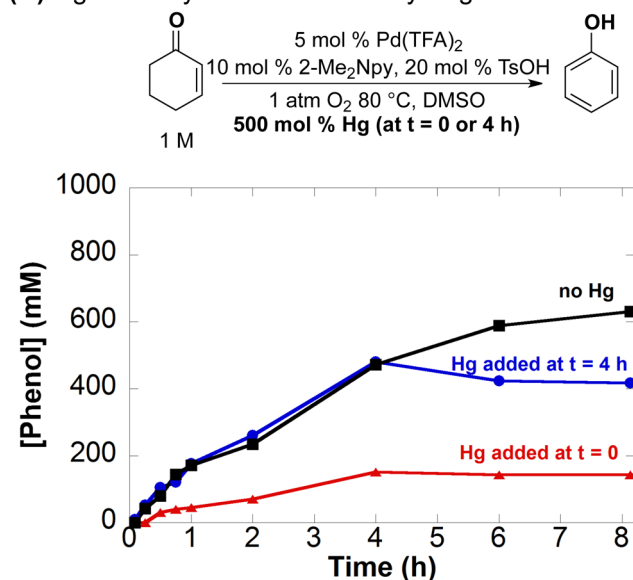 O
OH
5 mol % Pd(TFA)2
10 mol % 2-Me2Npy, 20 mol % TsOH
1 atm O2 80 °C, DMSO
500 mol % Hg (at t = 0 or 4 h)
1 M
1000
800
600
400
200
0
[Phenol] (mM)
no Hg
Hg added at t = 4 h
Hg added at t = 0
0 1 2 3 4 5 6 7 8
Time (h)